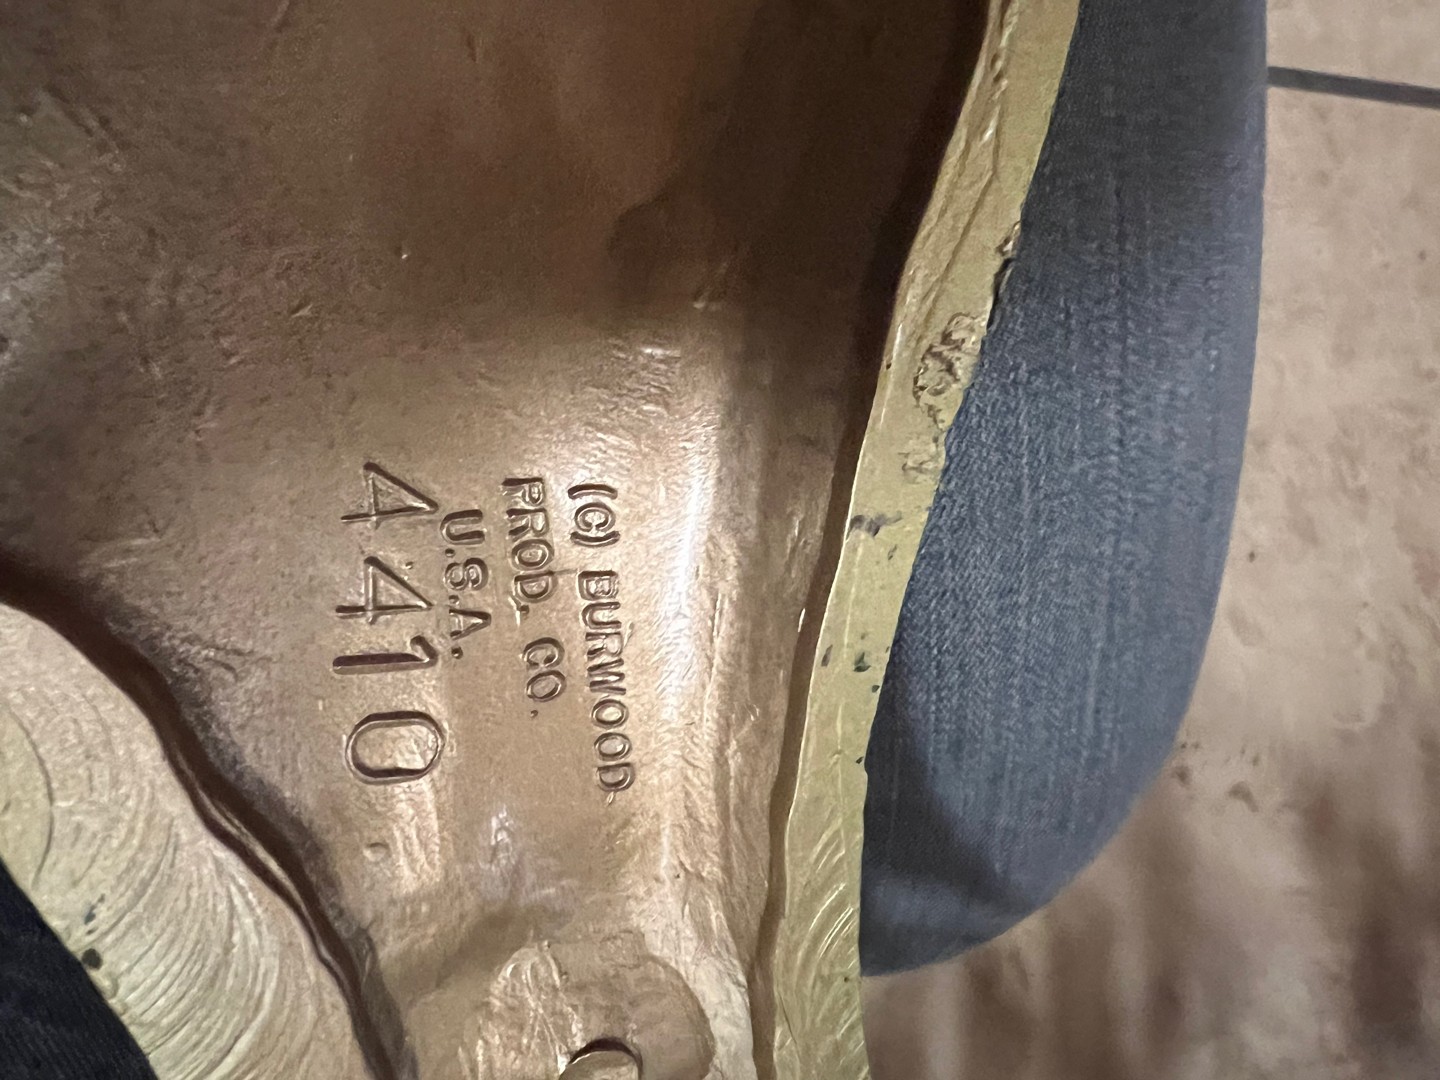 (C) BURWOOD
PROD. CO.
U.S.A.
4410